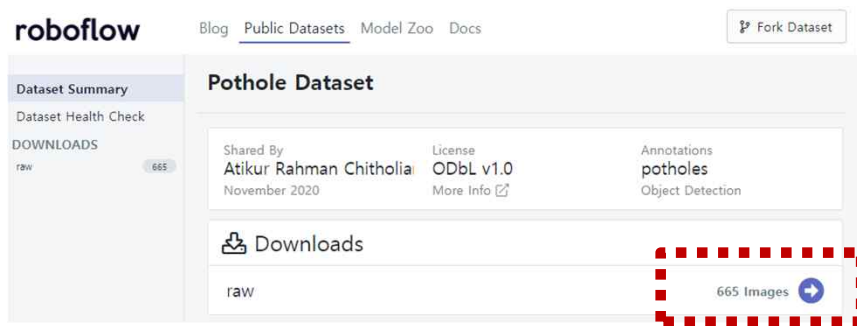 roboflow
Blog Public Datasets Model Zoo Docs
Fork Dataset
Dataset Summary
Dataset Health Check
DOWNLOADS
raw 665
Pothole Dataset
Shared By License Annotations
Atikur Rahman Chitholia ODbL v1.0 potholes
November 2020 More Info Object Detection
Downloads
raw 665 Images